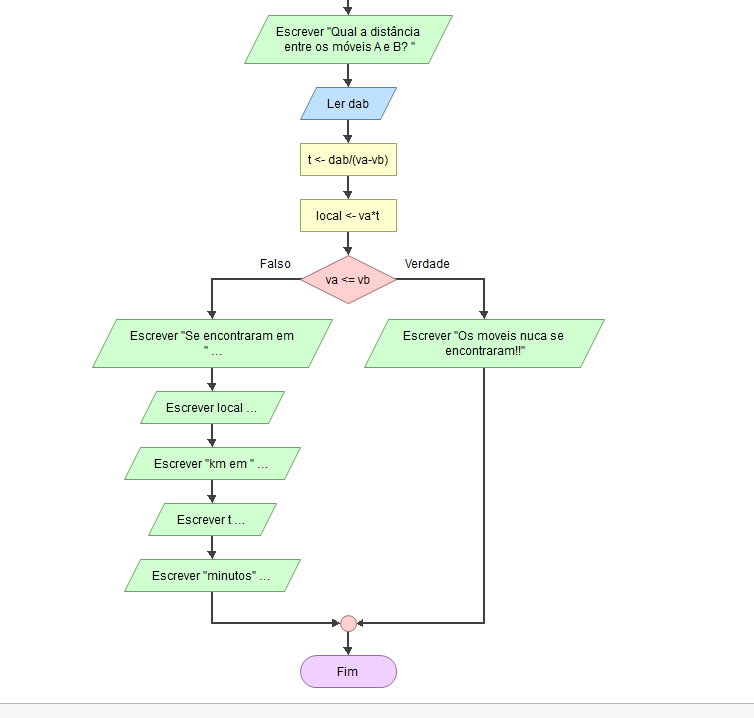 Escrever "Qual a distância
entre os móveis A e B? "
Ler dab
t <- dab/(va-vb)
local <- va*t
Falso
Verdade
va <= vb
Escrever "Se encontraram em
" ...
Escrever "Os moveis nuca se
encontraram!!"
Escrever local ...
Escrever "km em " ...
Escrever t ...
Escrever "minutos" ...
Fim